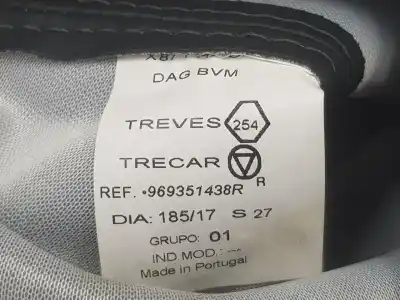 DAG BVM
TREVES 254
TRECAR R
REF. •969351438R
DIA: 185/17 S 27
GRUPO: 01
IND MOD.: --
Made in Portugal